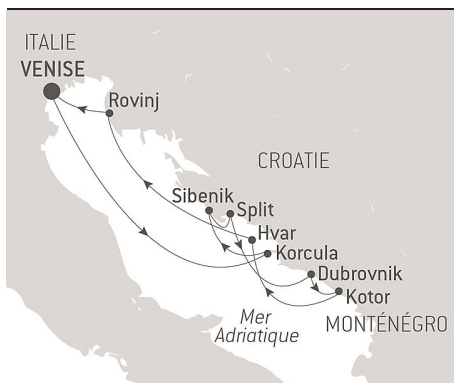 ITALIE
VENISE
Rovinj
CROATIE
Sibenik
Split
Hvar
Korcula
Dubrovnik
Kotor
Mer
Adriatique
MONTÉNÉGRO